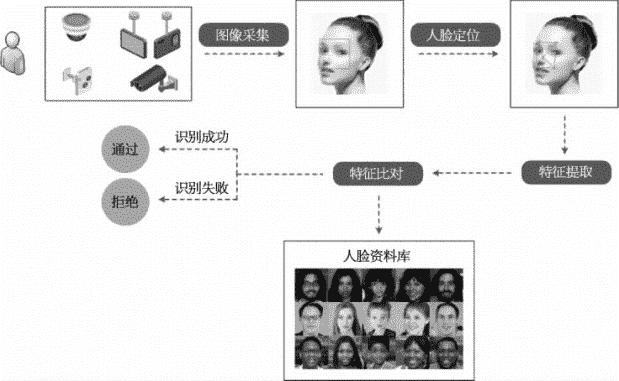 图像采集
人脸定位
识别成功
通过
特征比对
特征提取
识别失败
拒绝
人脸资料库